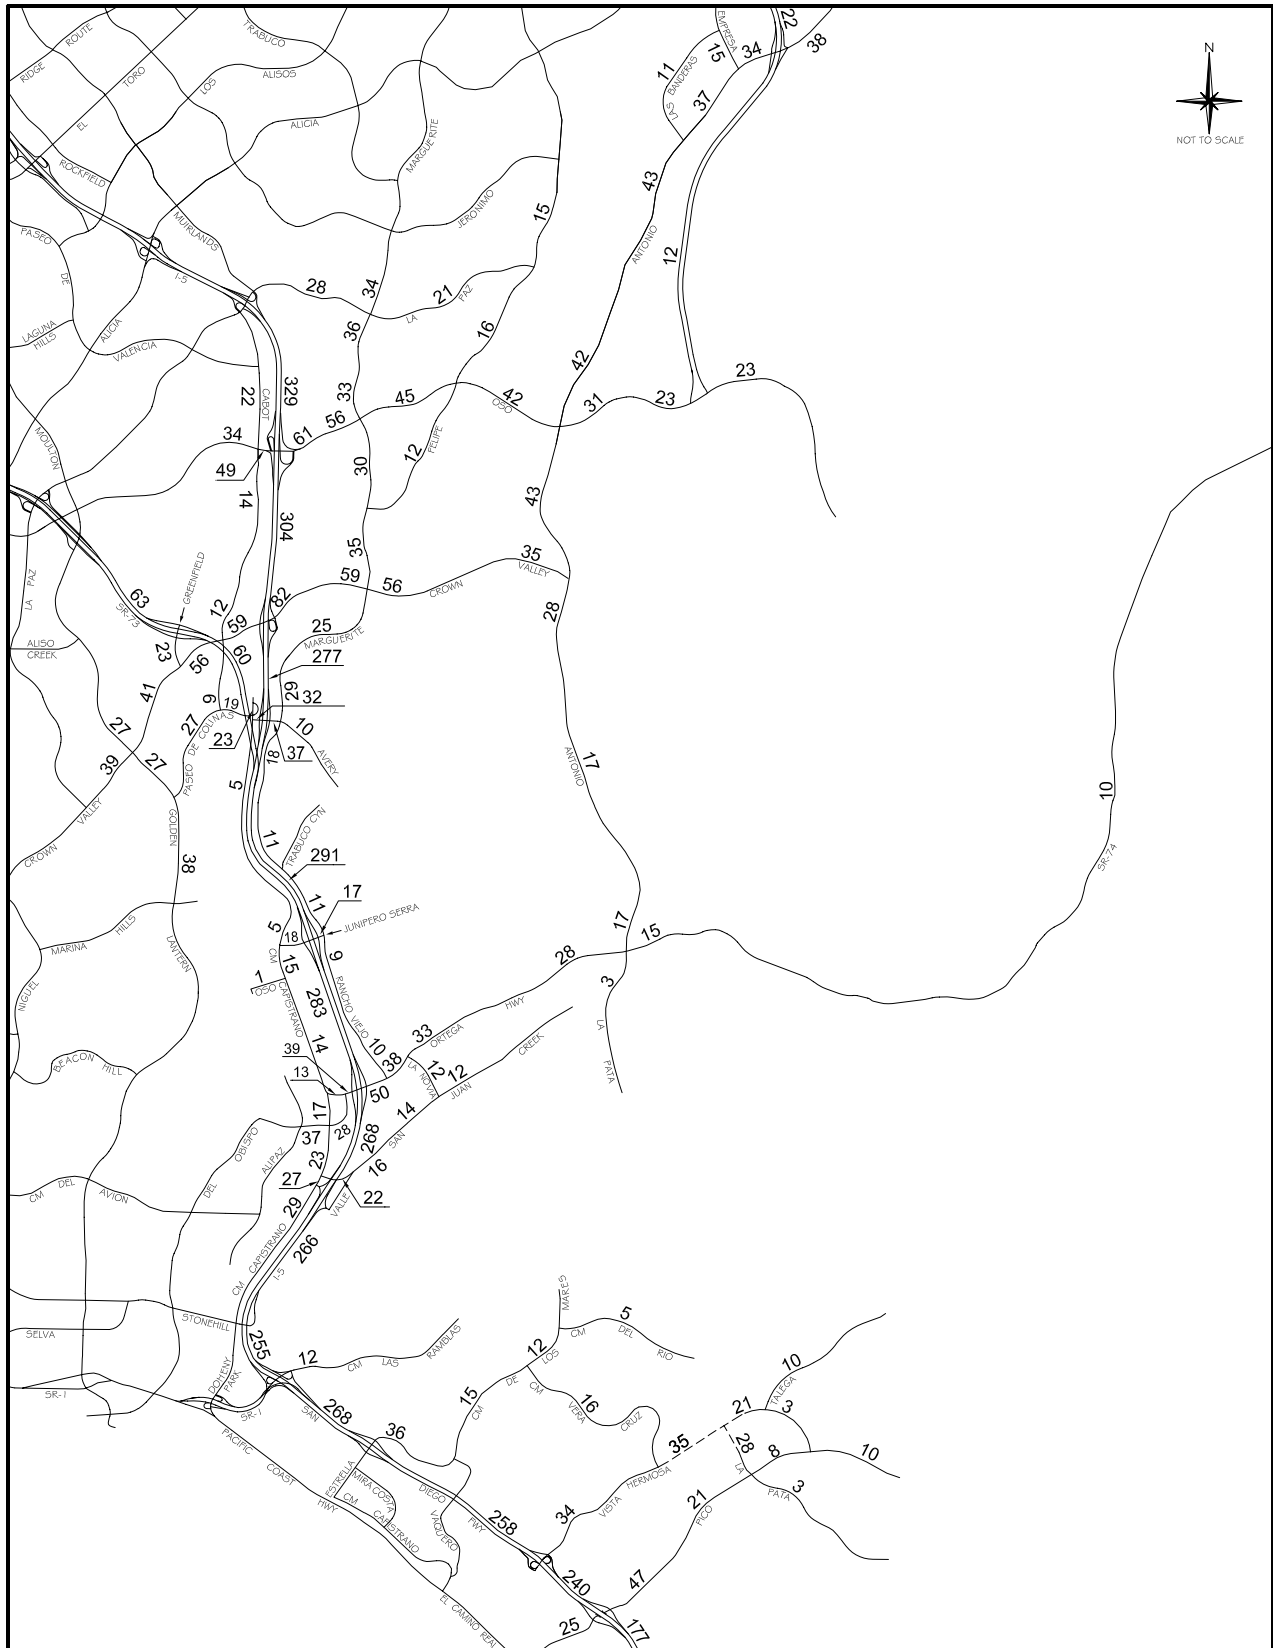 ROUTE
RIDGE
TRABUCO
EMPRESA
22
38
34
15
N
11
LAS BANDERAS
37
TORO
LOS
ALISOS
EL
ALICIA
MARGUERITE
NOT TO SCALE
ROCKFIELD
43
JERONIMO
15
MUIRLANDS
PASEO
DE
ANTONIO
12
I-5
28
34
21
PAZ
LA
16
36
LAGUNA
HILLS
ALICIA
VALENCIA
42
23
22
CABOT
329
33
45
42
OSO
31
23
MOULTON
34
61
56
12
FELIPE
49
30
14
43
304
35
35
VALLEY
GREENFIELD
59
56
CROWN
LA PAZ
63
SR-73
82
12
59
25
MARGUERITE
28
ALISO
CREEK
23
56
60
277
41
29
9
19
32
27
27
PASEO DE COLINAS
23
10
37
18
AVERY
39
27
5
ANTONIO
17
10
VALLEY
CROWN
GOLDEN
38
11
TRABUCO CYN
291
SR-74
11
17
5
18
JUNIPERO SERRA
17
15
MARINA
HILLS
LANTERN
CM
9
28
1
OSO
15
CAPISTRANO
283
RANCHO VIEJO
3
HWY
NIGUEL
33
ORTEGA
LA
PATA
14
10
38
39
CREEK
BEACON
HILL
13
LA NOVIA
12
12
JUAN
50
17
14
37
28
268
SAN
OBISPO
ALIPAZ
23
16
27
22
CM
DEL
AVION
DEL
29
VALLE
CM
CAPISTRANO
266
I-5
MARES
STONEHILL
SELVA
5
CM
DEL
RIO
255
12
CM
LAS
RAMBLAS
12
LOS
10
DOHENY
PARK
SR-1
SR-1
SAN
268
DE
CM
15
CM
VERA
16
CRUZ
TALEGA
21
3
PACIFIC
COAST
HWY
36
35
28
8
10
ESTRELLA
MIRA COSTA
CM
CAPISTRANO
DIEGO
FWY
VAQUERO
HERMOSA
VISTA
34
LA
PATA
3
21
PICO
258
EL CAMINO REAL
240
47
25
177